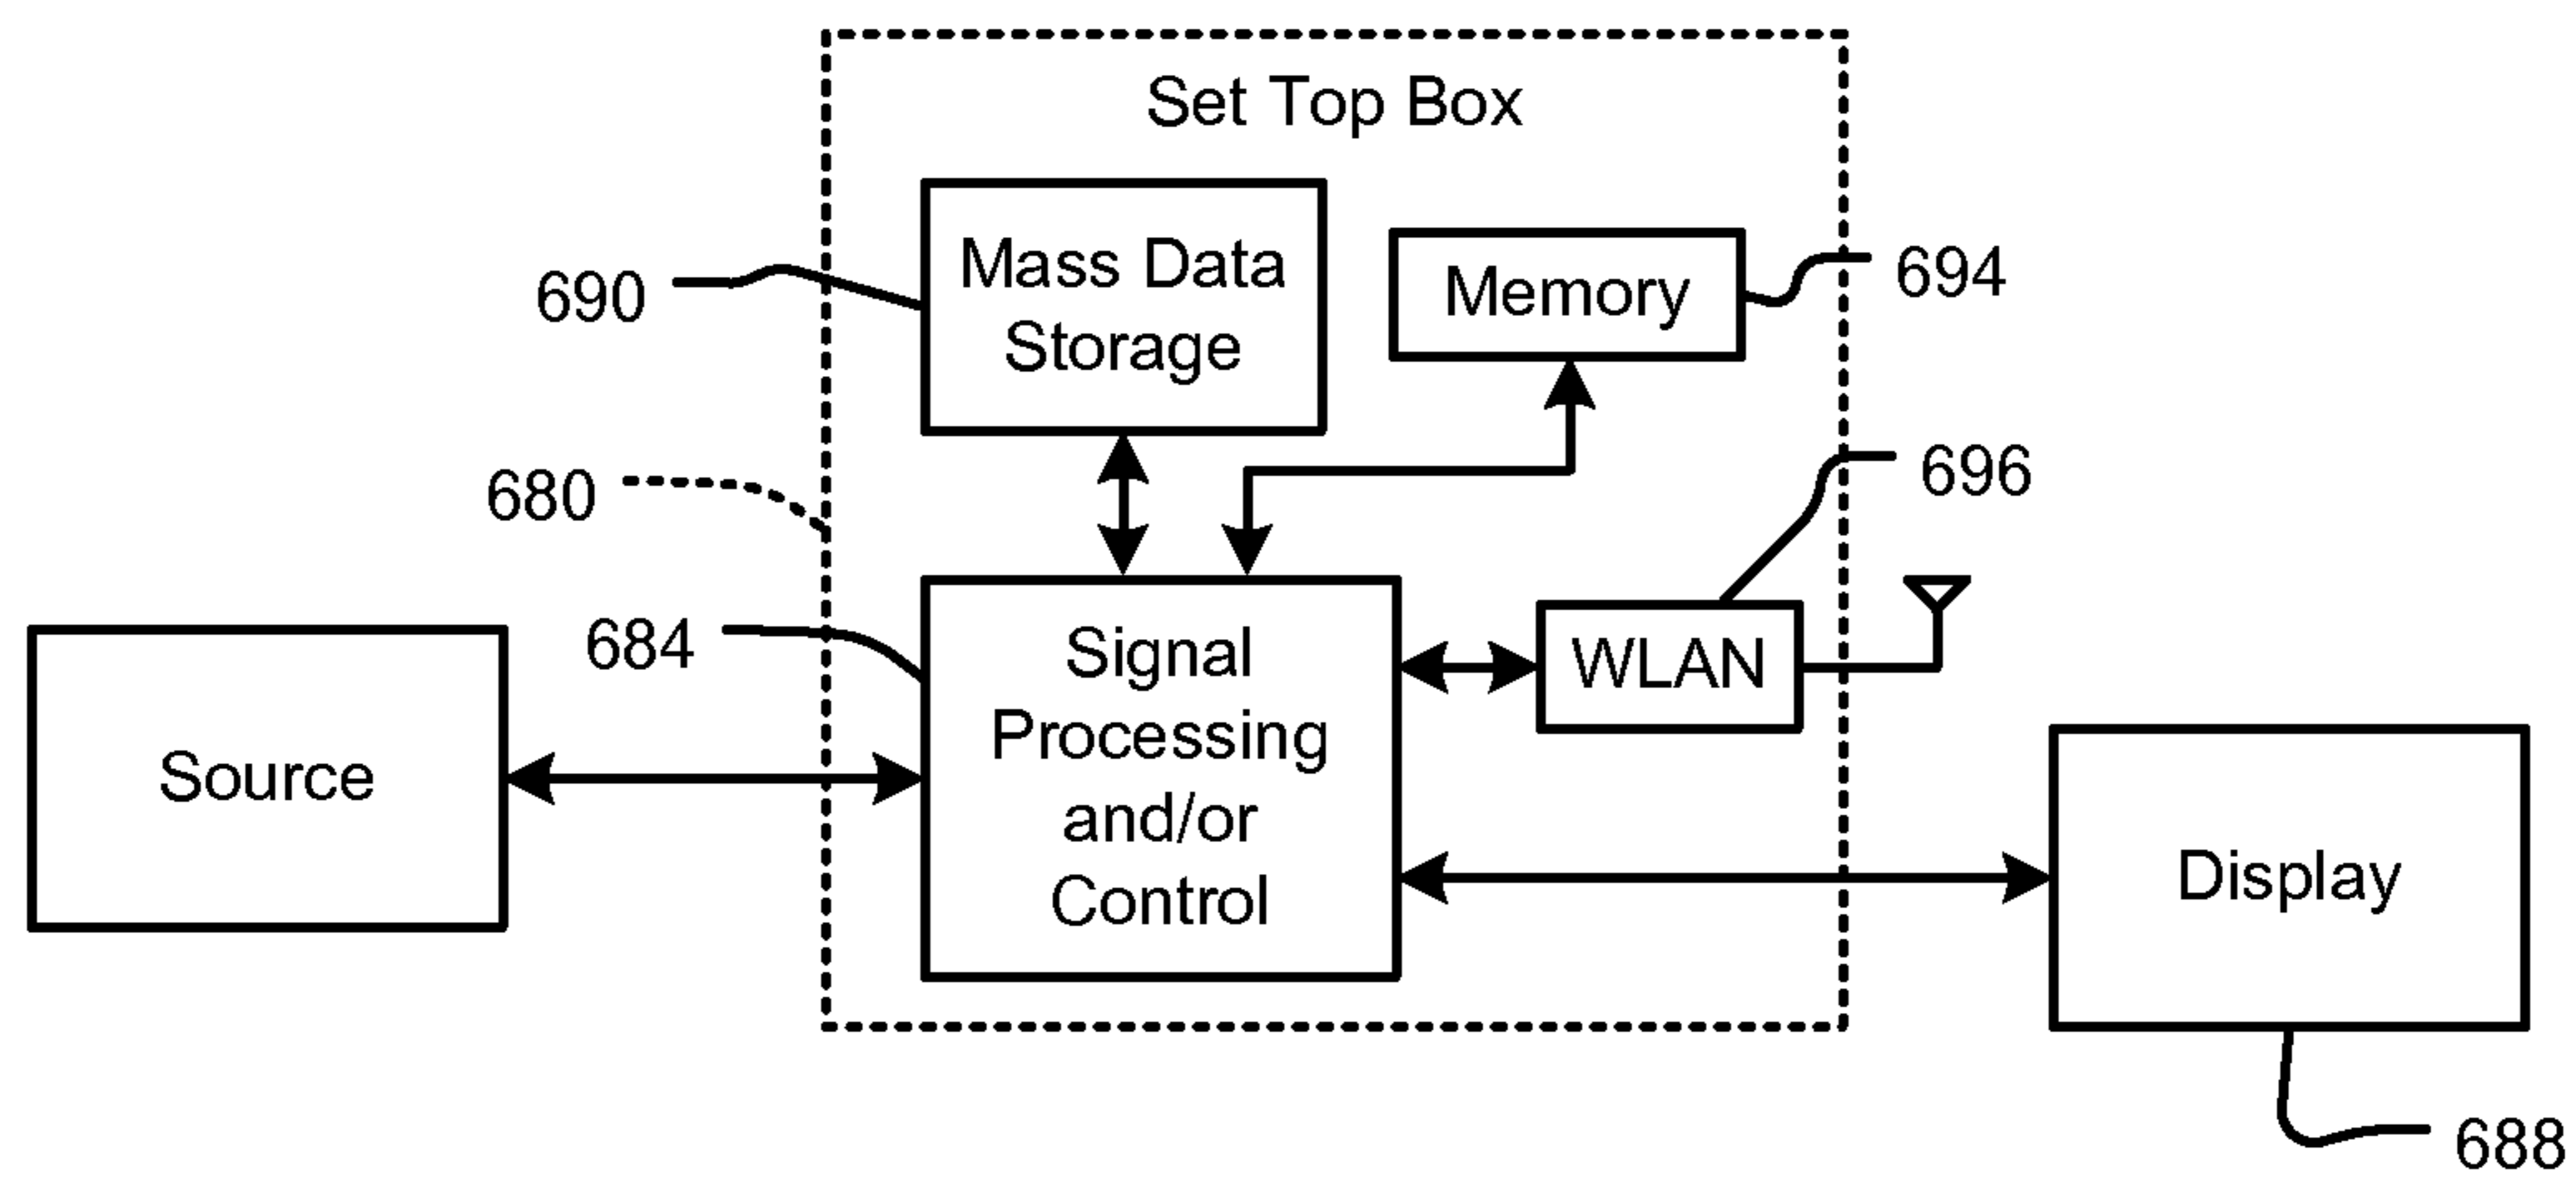 Set Top Box
Mass Data
Storage
690
Memory
694
680
696
684
Signal
Processing
and/or
Control
WLAN
Source
Display
688